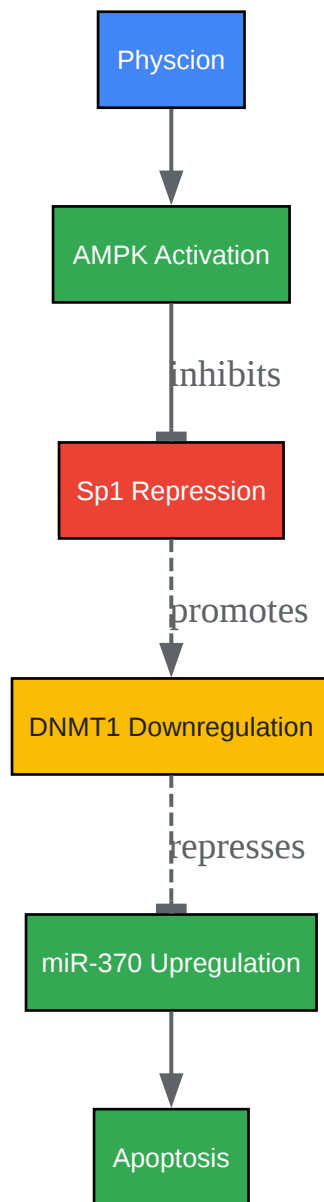 Physcion
AMPK Activation
inhibits
Sp1 Repression
promotes
DNMT1 Downregulation
represses
miR-370 Upregulation
Apoptosis